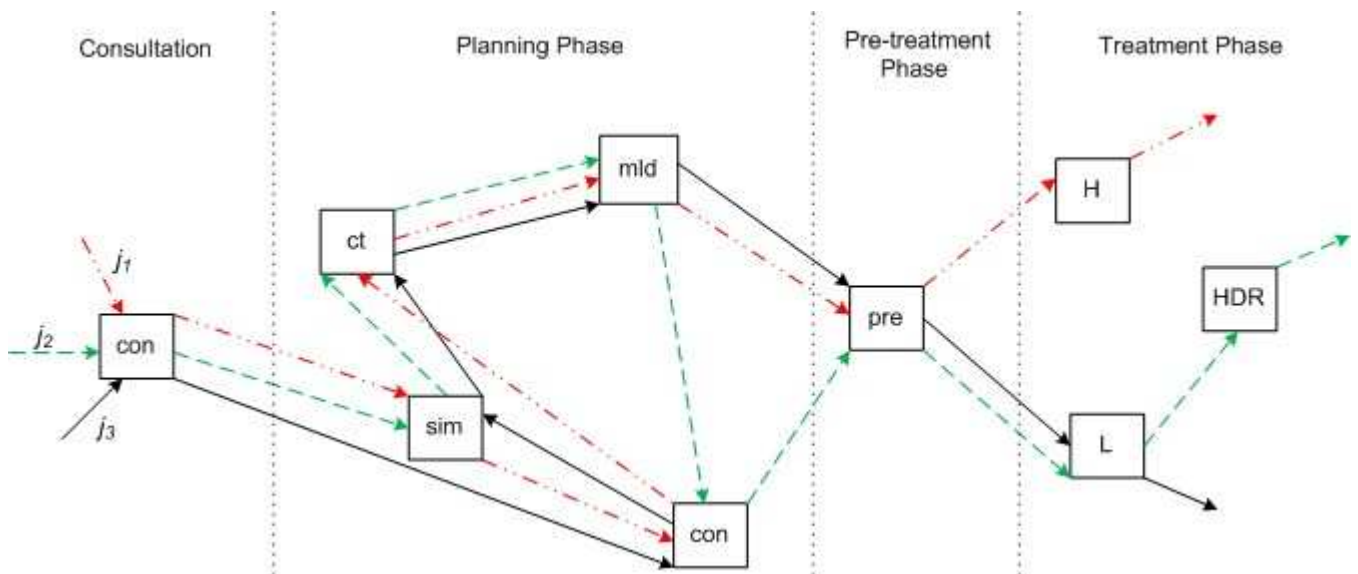 Consultation
Planning Phase
Pre-treatment
Phase
Treatment Phase
mld
H
ct
j1
HDR
j2
con
pre
j3
sim
L
con